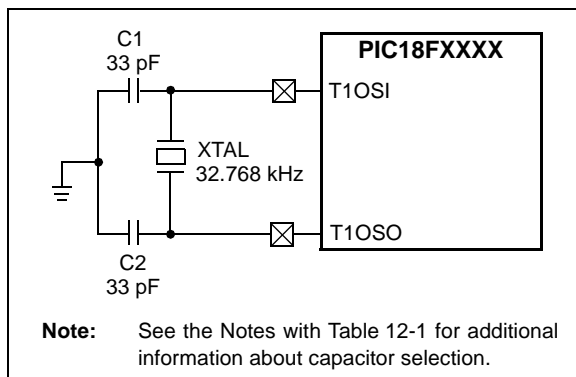 C1
33 pF
PIC18FXXXX
T1OSI
XTAL
32.768 kHz
T1OSO
C2
33 pF
Note: See the Notes with Table 12-1 for additional
information about capacitor selection.